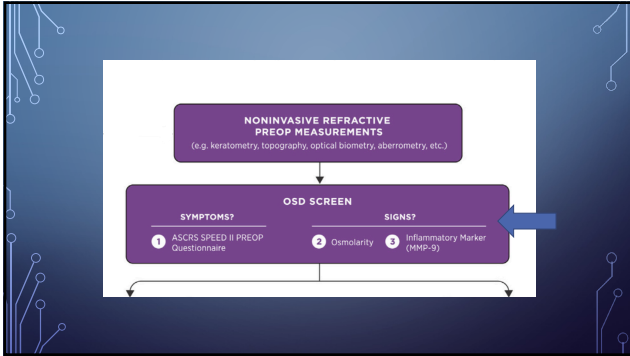 NONINVASIVE REFRACTIVE
PREOP MEASUREMENTS
(e.g. keratometry, topography, optical biometry, aberrometry, etc.)
OSD SCREEN
SYMPTOMS?
SIGNS?
1 ASCRS SPEED II PREOP
Questionnaire
2 Osmolarity
3 Inflammatory Marker
(MMP-9)